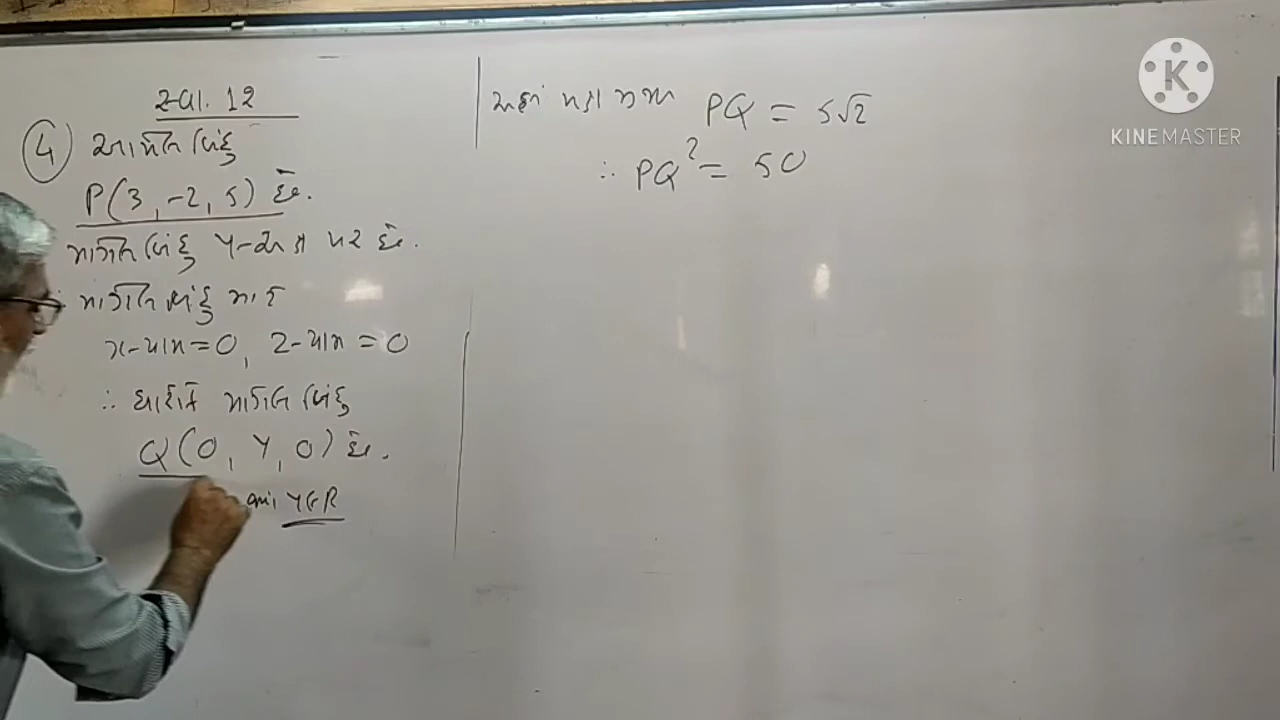 સ્વા. 12
④ આપેલ બિંદુ
P(3, -2, 5) છે.
માગેલ બિંદુ Y-અક્ષ પર છે.
માગેલ બિંદુ માટે
x-યામ = 0, Z-યામ = 0
∴ ધારો કે માગેલ બિંદુ
Q(0, Y, 0) છે.
Y∈R
PQ = 5√2
∴ PQ² = 50
KINEMASTER